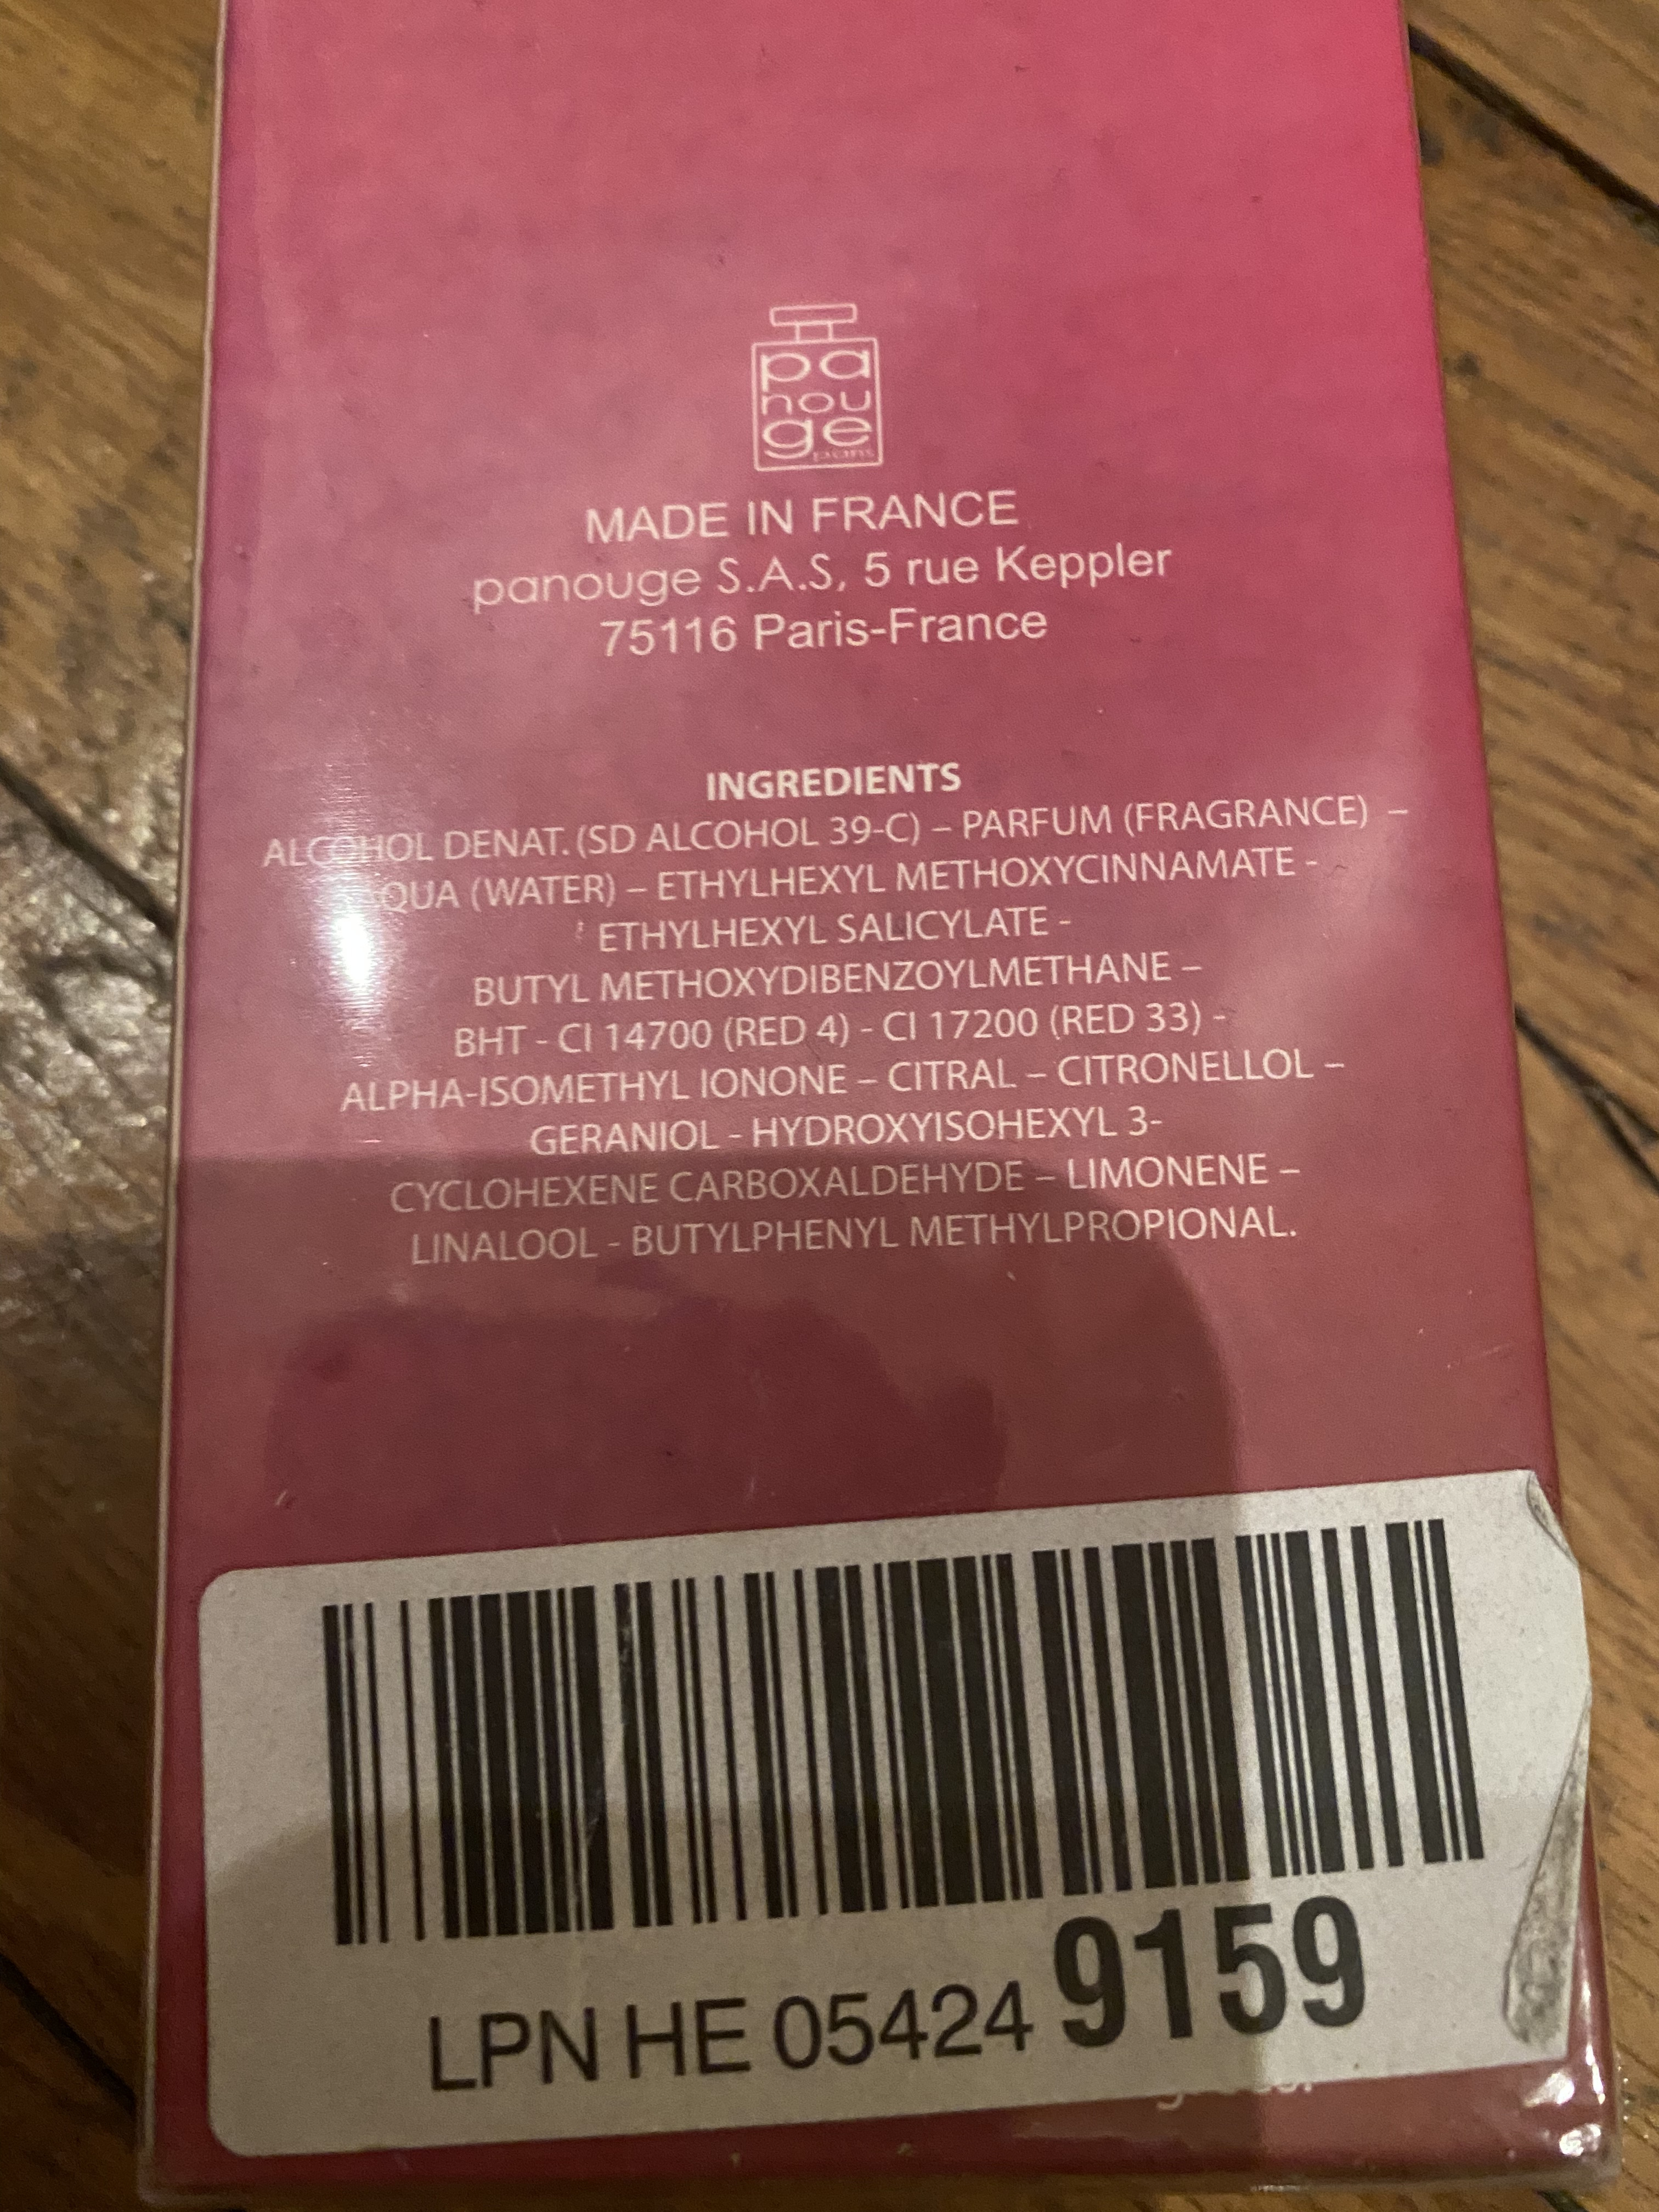 pa
nou
ge
paris
MADE IN FRANCE
panouge S.A.S, 5 rue Keppler
75116 Paris-France
INGREDIENTS
ALCOHOL DENAT. (SD ALCOHOL 39-C) – PARFUM (FRAGRANCE) –
AQUA (WATER) – ETHYLHEXYL METHOXYCINNAMATE -
ETHYLHEXYL SALICYLATE -
BUTYL METHOXYDIBENZOYLMETHANE –
BHT - CI 14700 (RED 4) - CI 17200 (RED 33) -
ALPHA-ISOMETHYL IONONE – CITRAL – CITRONELLOL –
GERANIOL - HYDROXYISOHEXYL 3-
CYCLOHEXENE CARBOXALDEHYDE – LIMONENE –
LINALOOL - BUTYLPHENYL METHYLPROPIONAL.
LPN HE 05424 9159